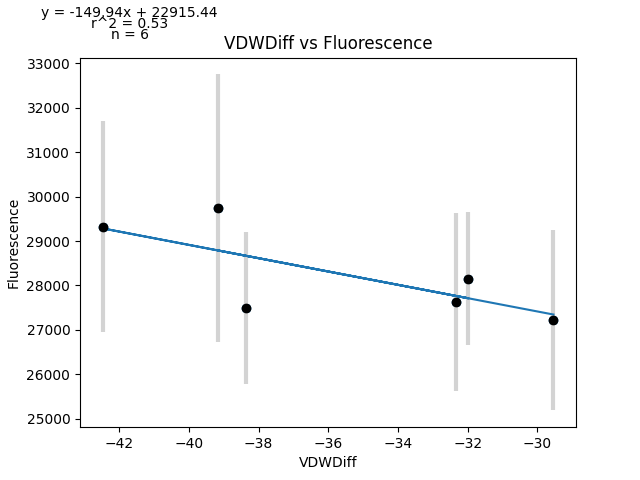 y = -149.94x + 22915.44
r^2 = 0.53
n = 6
VDWDiff vs Fluorescence
33000
32000
31000
30000
29000
28000
27000
26000
25000
Fluorescence
−42 −40 −38 −36 −34 −32 −30
VDWDiff